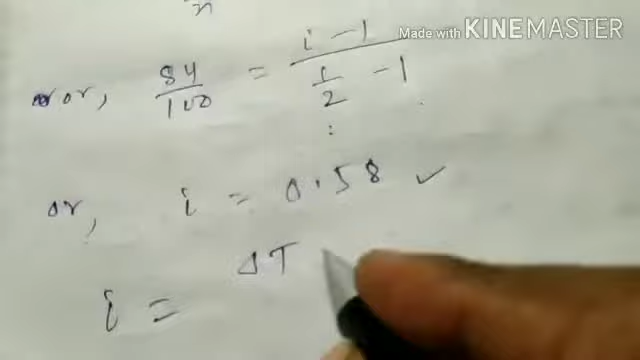 n
Made with KINEMASTER
or, 84/100 = (i - 1)/(1/2 - 1)
or, i = 0.58 ✓
i = ΔT